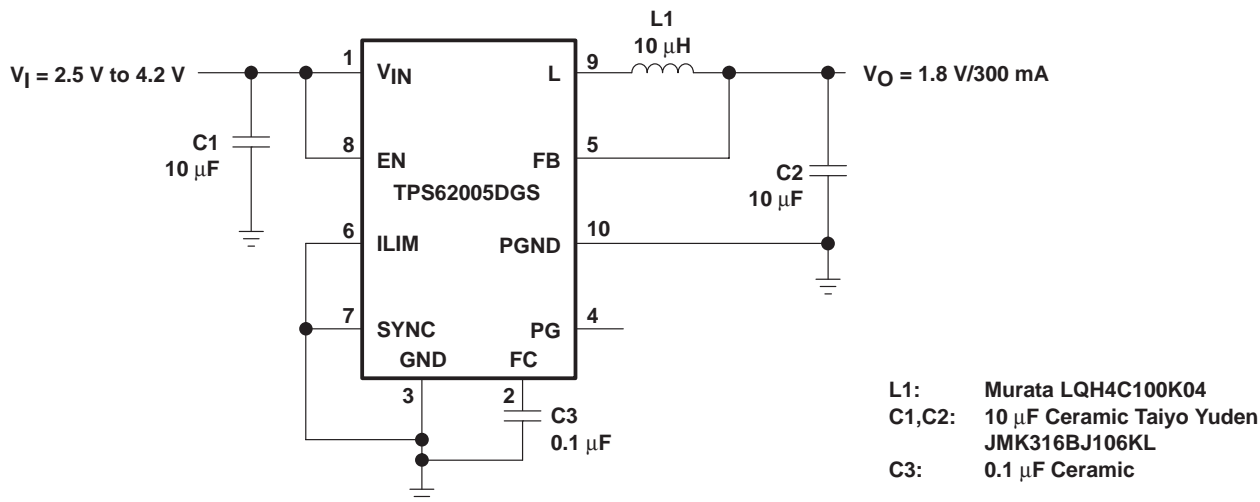 L1
10 μH
1
VIN
L
9
VI = 2.5 V to 4.2 V
VO = 1.8 V/300 mA
C1
10 μF
8
EN
FB
5
C2
10 μF
TPS62005DGS
6
ILIM
PGND
10
7
SYNC
PG
4
GND
FC
3
2
C3
0.1 μF
L1: Murata LQH4C100K04
C1,C2: 10 μF Ceramic Taiyo Yuden
JMK316BJ106KL
C3: 0.1 μF Ceramic